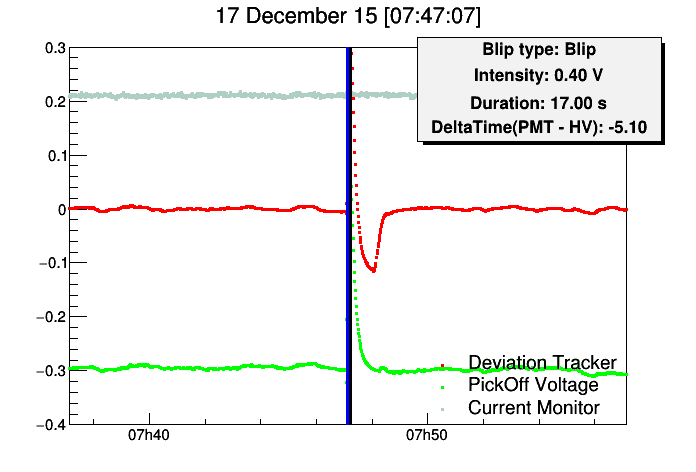 17 December 15 [07:47:07]
Blip type: Blip
Intensity: 0.40 V
Duration: 17.00 s
DeltaTime(PMT - HV): -5.10
0.3
0.2
0.1
0
−0.1
−0.2
−0.3
−0.4
Deviation Tracker
PickOff Voltage
Current Monitor
07h40
07h50